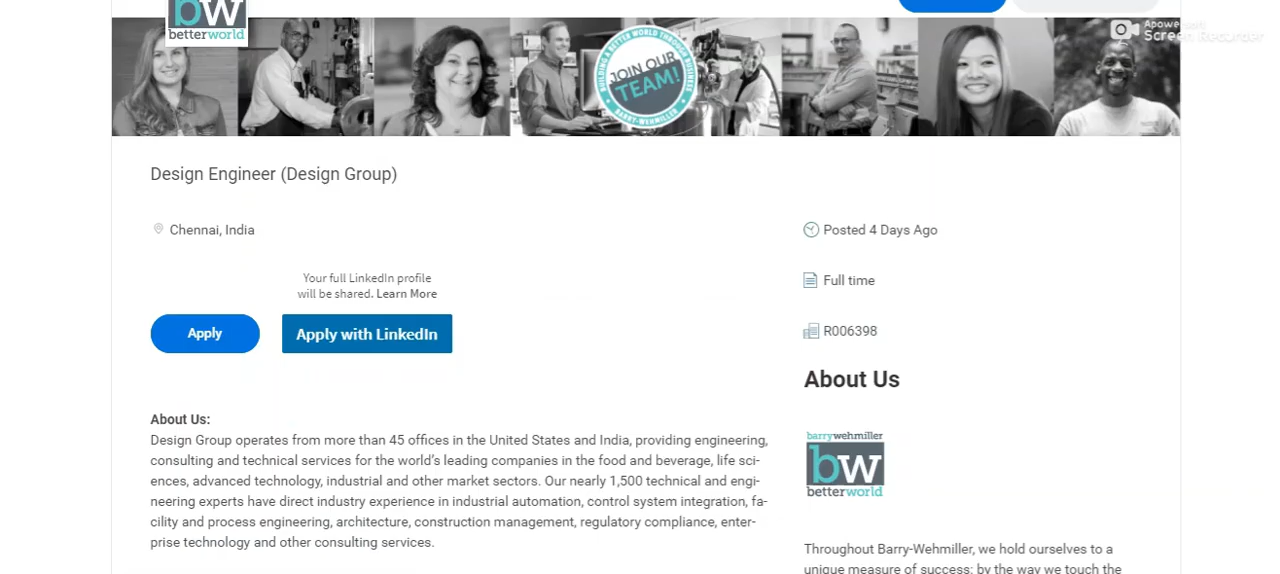 bw
betterworld
BUILDING A BETTER WORLD THROUGH BUSINESS
JOIN OUR
TEAM!
BARRY-WEHMILLER
Apowersoft
Screen Recorder
Design Engineer (Design Group)
Chennai, India
Posted 4 Days Ago
Your full LinkedIn profile
will be shared. Learn More
Full time
Apply
Apply with LinkedIn
R006398
About Us
About Us:
Design Group operates from more than 45 offices in the United States and India, providing engineering,
consulting and technical services for the world's leading companies in the food and beverage, life sci-
ences, advanced technology, industrial and other market sectors. Our nearly 1,500 technical and engi-
neering experts have direct industry experience in industrial automation, control system integration, fa-
cility and process engineering, architecture, construction management, regulatory compliance, enter-
prise technology and other consulting services.
barrywehmiller
bw
betterworld
Throughout Barry-Wehmiller, we hold ourselves to a
unique measure of success: by the way we touch the